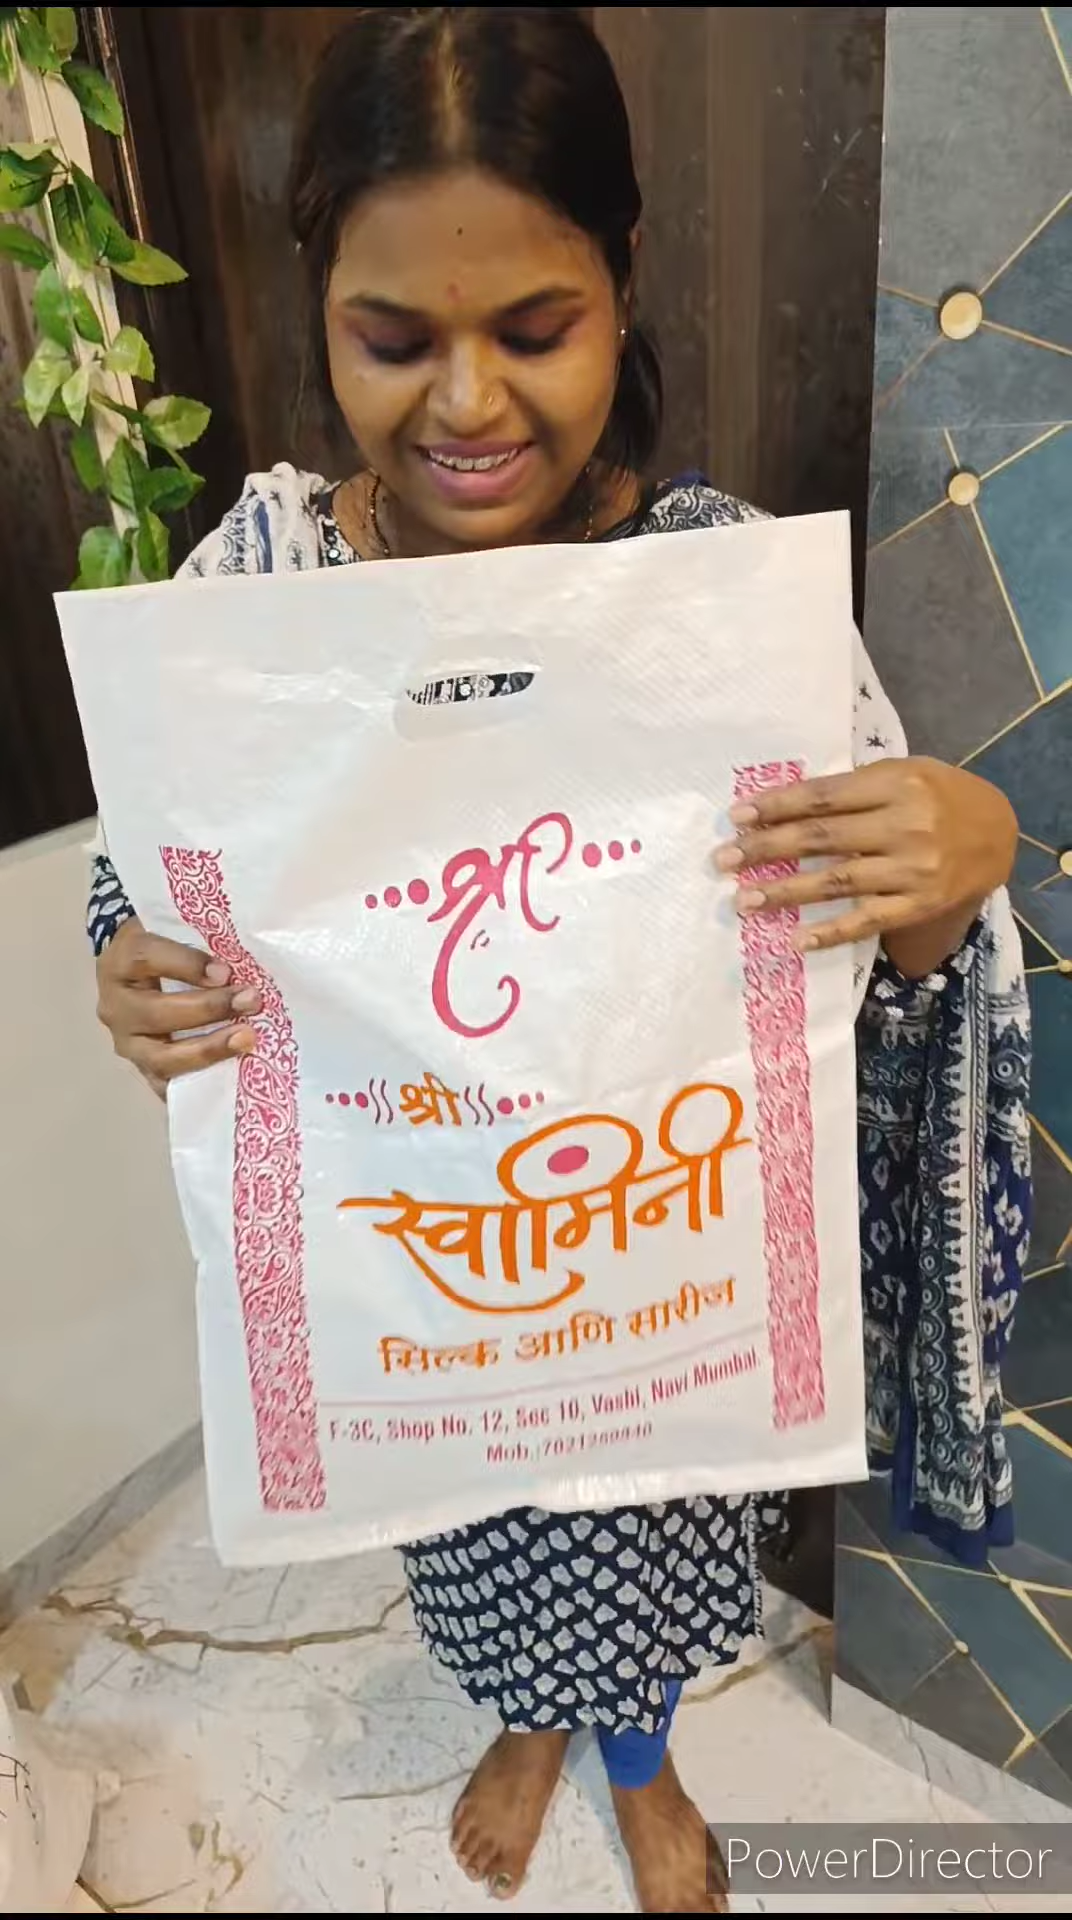 श्री
श्री
स्वामिनी
सिल्क आणि सारीज
F-3C, Shop No. 12, Sec 10, Vashi, Navi Mumbai.
Mob.:
PowerDirector